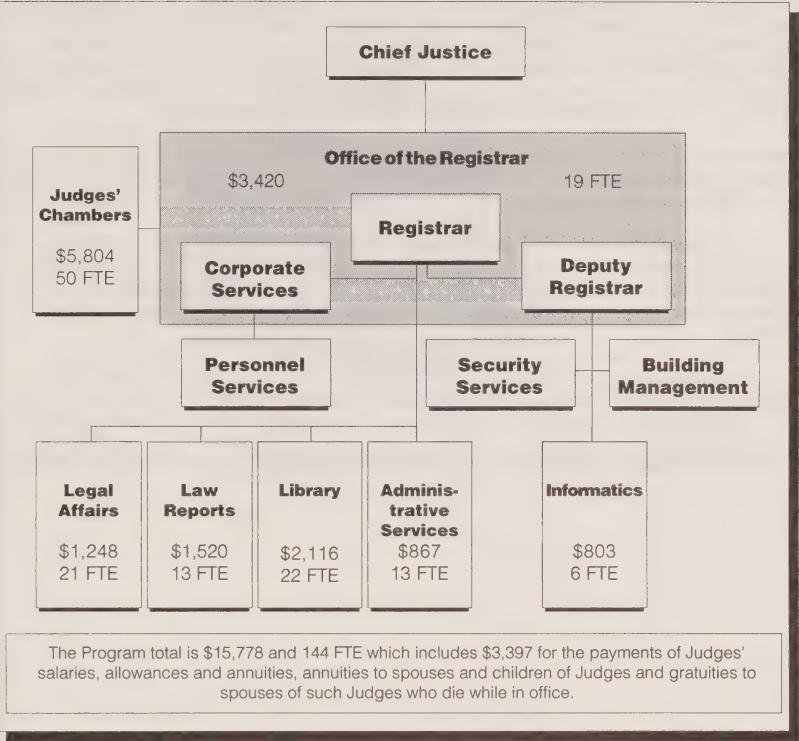 Chief Justice
Office of the Registrar
$3,420
19 FTE
Judges'
Chambers
$5,804
50 FTE
Registrar
Corporate
Services
Deputy
Registrar
Personnel
Services
Security
Services
Building
Management
Legal
Affairs
$1,248
21 FTE
Law
Reports
$1,520
13 FTE
Library
$2,116
22 FTE
Adminis-
trative
Services
$867
13 FTE
Informatics
$803
6 FTE
The Program total is $15,778 and 144 FTE which includes $3,397 for the payments of Judges'
salaries, allowances and annuities, annuities to spouses and children of Judges and gratuities to
spouses of such Judges who die while in office.